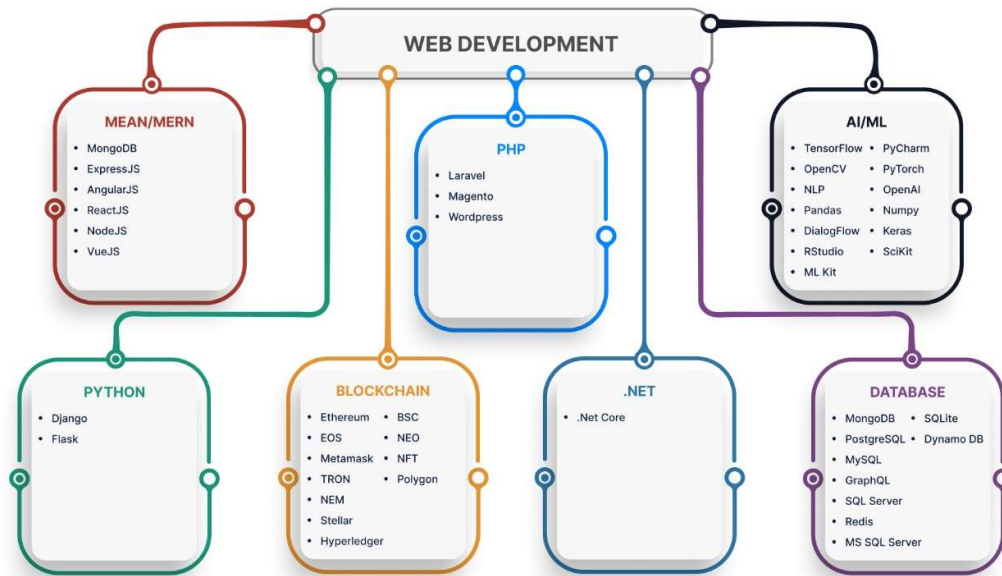 WEB DEVELOPMENT
MEAN/MERN
• MongoDB
• ExpressJS
• AngularJS
• ReactJS
• NodeJS
• VueJS
PHP
• Laravel
• Magento
• Wordpress
AI/ML
• TensorFlow
• OpenCV
• NLP
• Pandas
• DialogFlow
• RStudio
• ML Kit
• PyCharm
• PyTorch
• OpenAI
• Numpy
• Keras
• SciKit
PYTHON
• Django
• Flask
BLOCKCHAIN
• Ethereum
• EOS
• Metamask
• TRON
• NEM
• Stellar
• Hyperledger
• BSC
• NEO
• NFT
• Polygon
.NET
• .Net Core
DATABASE
• MongoDB
• PostgreSQL
• MySQL
• GraphQL
• SQL Server
• Redis
• MS SQL Server
• SQLite
• Dynamo DB